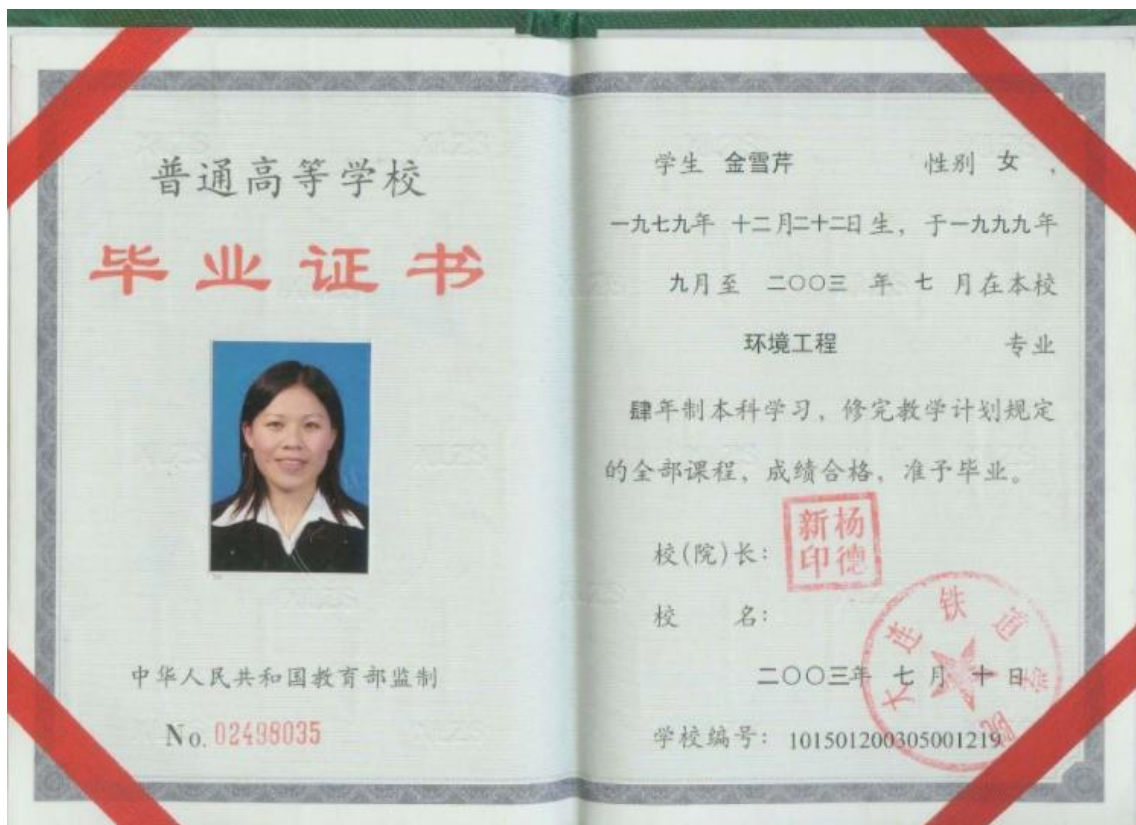 普通高等学校
毕业证书
中华人民共和国教育部监制
No. 02498035
学生 金雪芹 性别 女，
一九七九年 十二月二十二日生，于一九九九年
九月至 二〇〇三 年 七 月在本校
环境工程 专业
肆年制本科学习，修完教学计划规定
的全部课程，成绩合格，准予毕业。
校(院)长：
杨德新印
校 名：
大连铁道学院
二〇〇三年 七 月 十 日
学校编号： 101501200305001219